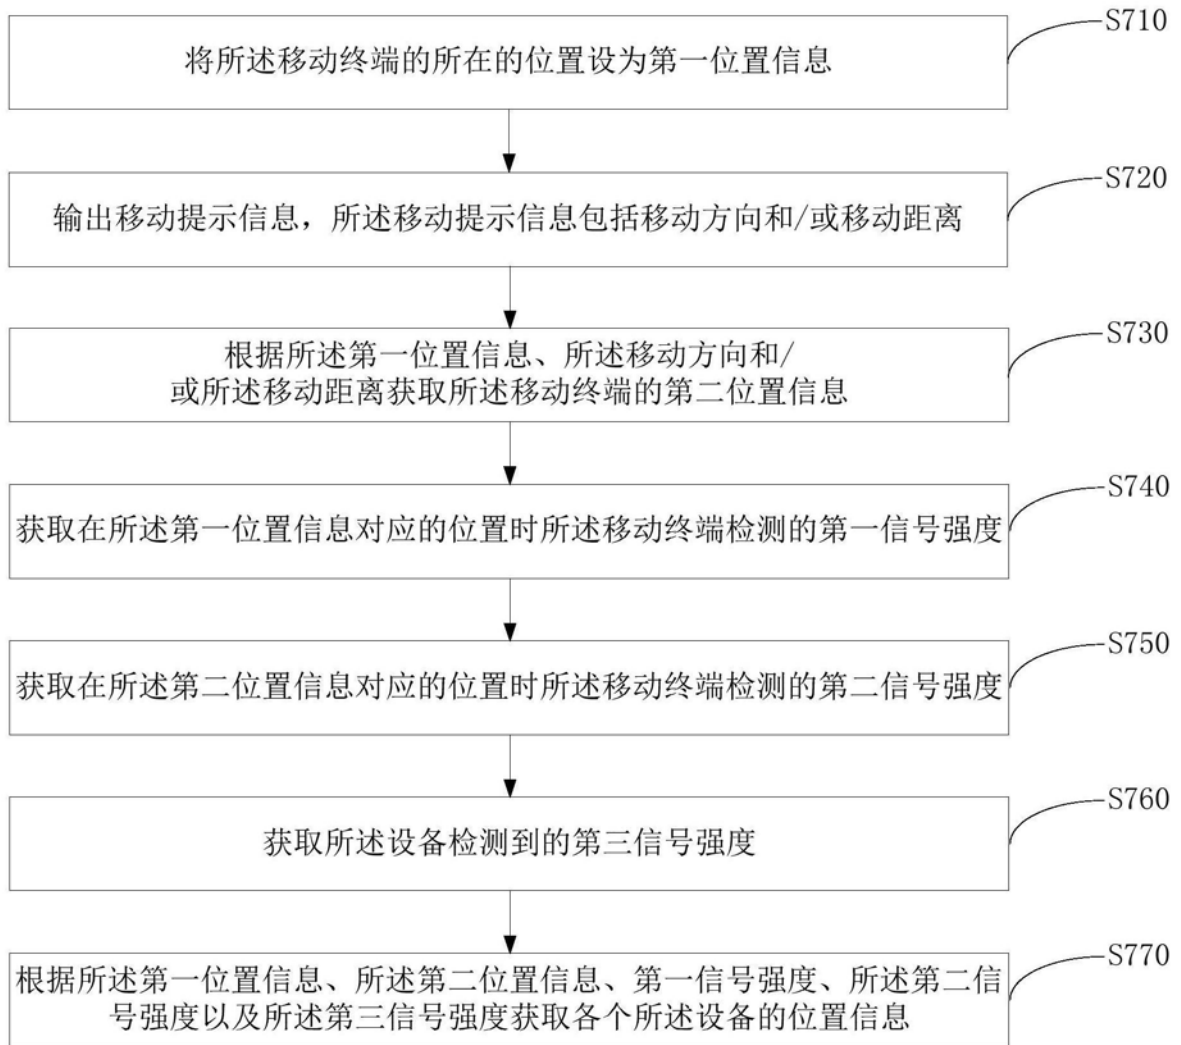 S710
将所述移动终端的所在的位置设为第一位置信息
S720
输出移动提示信息，所述移动提示信息包括移动方向和/或移动距离
S730
根据所述第一位置信息、所述移动方向和/
或所述移动距离获取所述移动终端的第二位置信息
S740
获取在所述第一位置信息对应的位置时所述移动终端检测的第一信号强度
S750
获取在所述第二位置信息对应的位置时所述移动终端检测的第二信号强度
S760
获取所述设备检测到的第三信号强度
S770
根据所述第一位置信息、所述第二位置信息、第一信号强度、所述第二信
号强度以及所述第三信号强度获取各个所述设备的位置信息